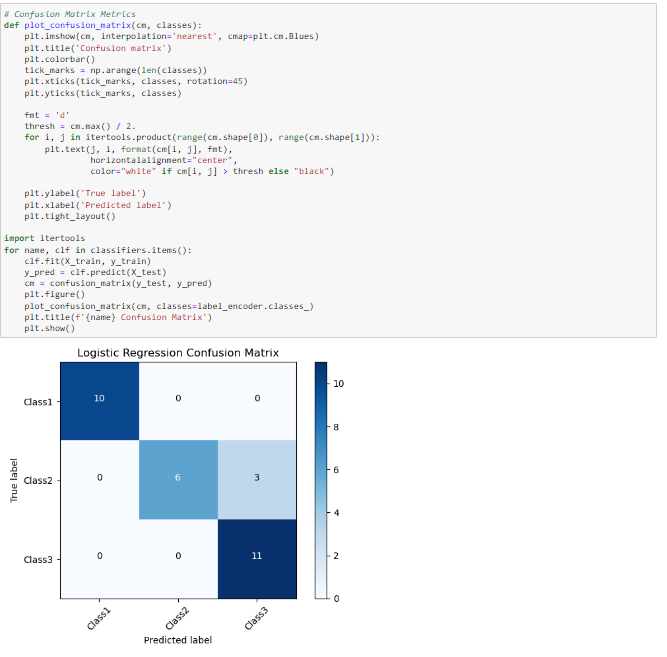 # Confusion Matrix Metrics
def plot_confusion_matrix(cm, classes):
    plt.imshow(cm, interpolation='nearest', cmap=plt.cm.Blues)
    plt.title('Confusion matrix')
    plt.colorbar()
    tick_marks = np.arange(len(classes))
    plt.xticks(tick_marks, classes, rotation=45)
    plt.yticks(tick_marks, classes)

    fmt = 'd'
    thresh = cm.max() / 2.
    for i, j in itertools.product(range(cm.shape[0]), range(cm.shape[1])):
        plt.text(j, i, format(cm[i, j], fmt),
                 horizontalalignment="center",
                 color="white" if cm[i, j] > thresh else "black")

    plt.ylabel('True label')
    plt.xlabel('Predicted label')
    plt.tight_layout()

import itertools
for name, clf in classifiers.items():
    clf.fit(X_train, y_train)
    y_pred = clf.predict(X_test)
    cm = confusion_matrix(y_test, y_pred)
    plt.figure()
    plot_confusion_matrix(cm, classes=label_encoder.classes_)
    plt.title(f'{name} Confusion Matrix')
    plt.show()
Logistic Regression Confusion Matrix
True label
Class1
10 0 0
Class2
0 6 3
Class3
0 0 11
Class1 Class2 Class3
Predicted label
10
8
6
4
2
0